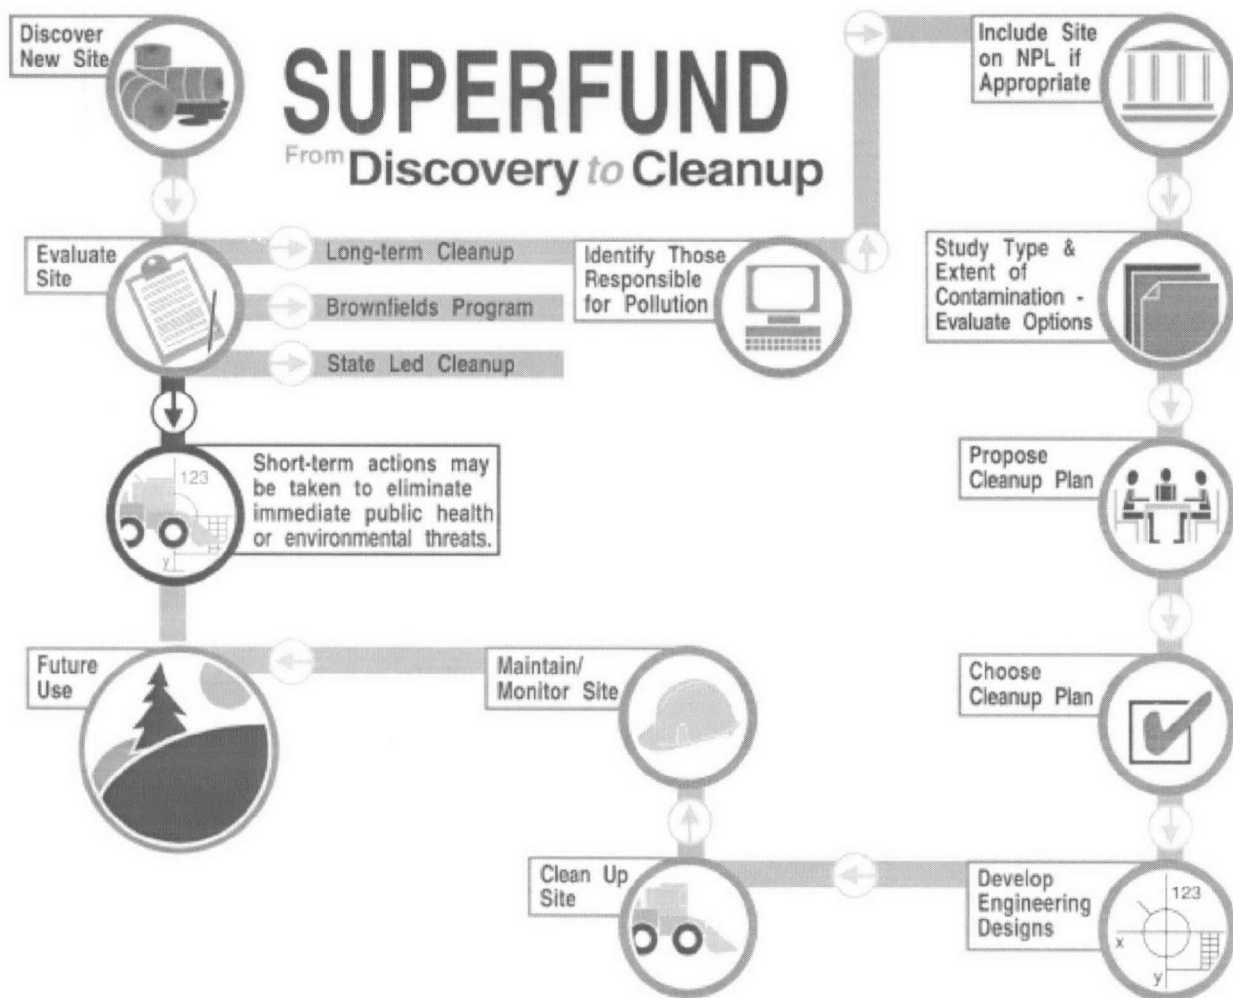 Discover
New Site
SUPERFUND
From Discovery to Cleanup
Include Site
on NPL if
Appropriate
Evaluate
Site
Long-term Cleanup
Brownfields Program
State Led Cleanup
Identify Those
Responsible
for Pollution
Study Type &
Extent of
Contamination -
Evaluate Options
123
y
Short-term actions may
be taken to eliminate
immediate public health
or environmental threats.
Propose
Cleanup Plan
Future
Use
Maintain/
Monitor Site
Choose
Cleanup Plan
Clean Up
Site
Develop
Engineering
Designs
123
x
y